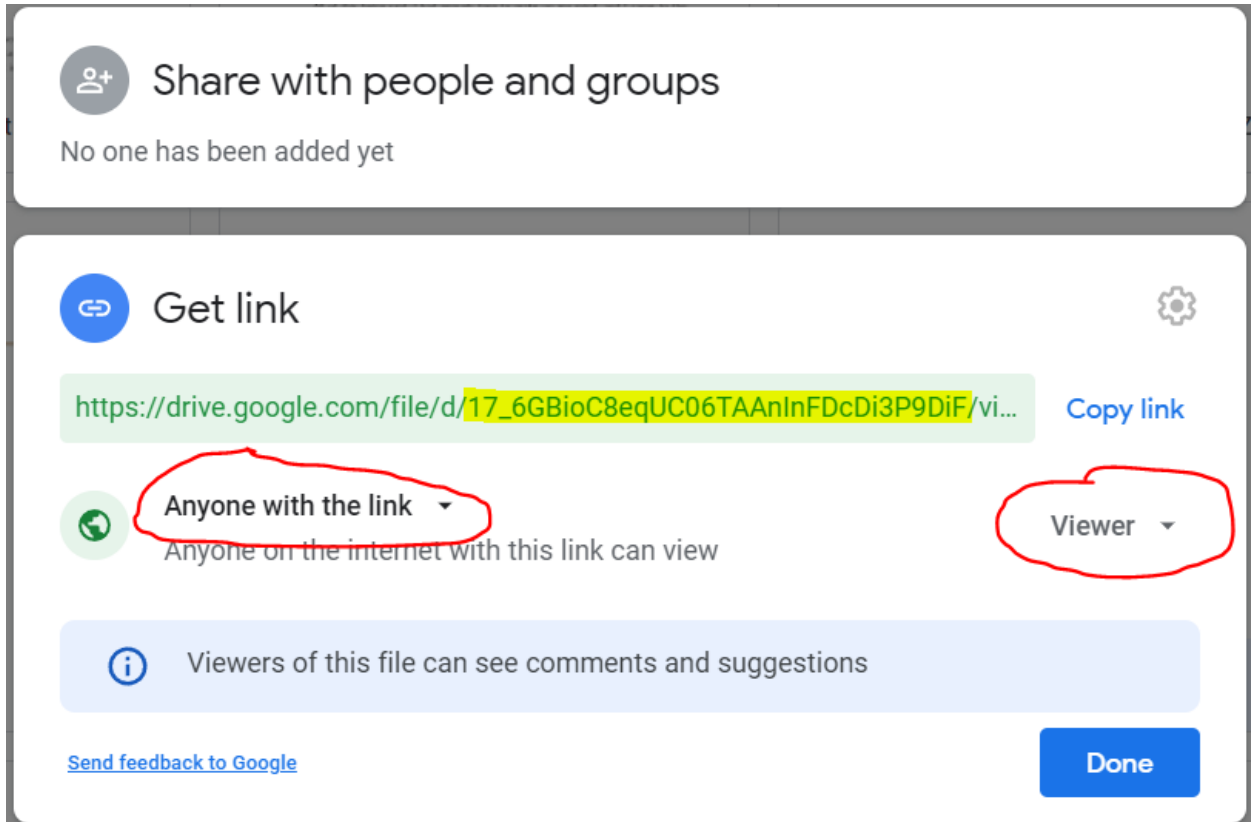 Share with people and groups
No one has been added yet
Get link
https://drive.google.com/file/d/17_6GBioC8eqUC06TAAnInFDcDi3P9DiF/vi...
Copy link
Anyone with the link
Viewer
Anyone on the internet with this link can view
Viewers of this file can see comments and suggestions
Send feedback to Google
Done